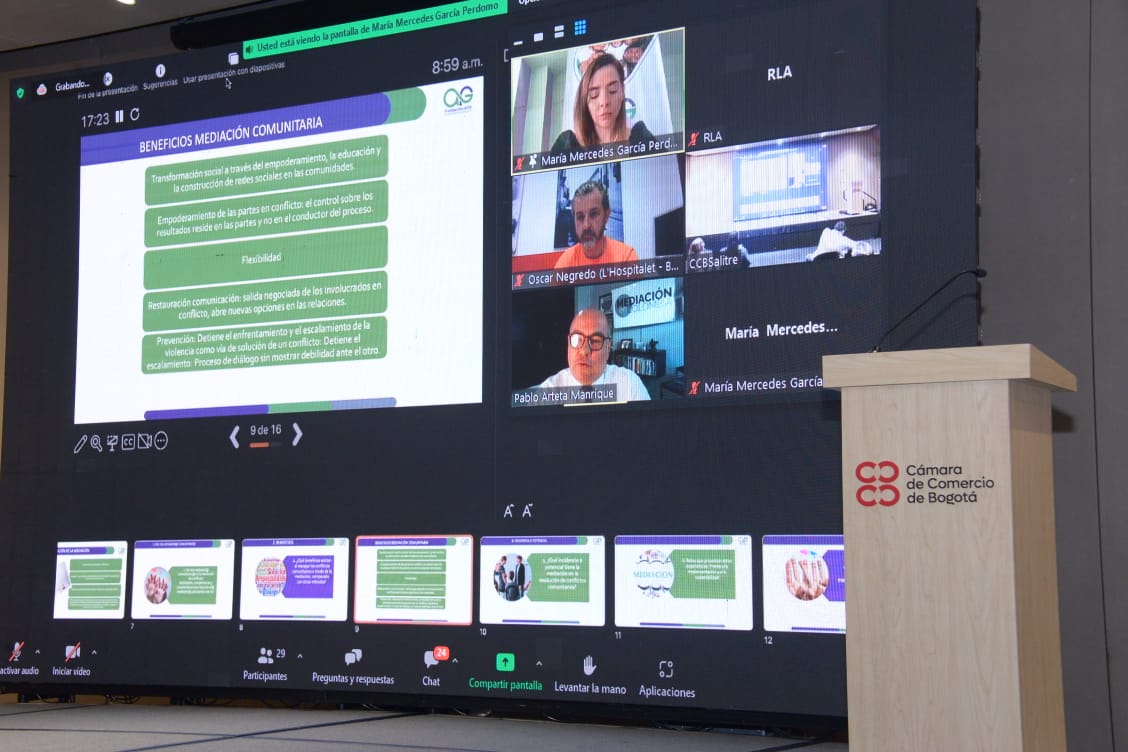 Usted está viendo la pantalla de María Mercedes García Perdomo
Grabando...
Fin de la presentación
Sugerencias
Usar presentación con diapositivas
8:59 a.m.
17:23
BENEFICIOS MEDIACIÓN COMUNITARIA
Transformación social a través del empoderamiento, la educación y
la construcción de redes sociales en las comunidades.
Empoderamiento de las partes en conflicto: el control sobre los
resultados reside en las partes y no en el conductor del proceso.
Flexibilidad
Restauración comunicación: salida negociada de los involucrados en
conflicto, abre nuevas opciones en las relaciones.
Prevención: Detiene el enfrentamiento y el escalamiento de la
violencia como vía de solución de un conflicto: Detiene el
escalamiento: Proceso de diálogo sin mostrar debilidad ante el otro.
9 de 16
María Mercedes García Perd...
RLA
RLA
Oscar Negredo (L'Hospitalet - B...
CCBSalitre
MEDIACIÓN
Pablo Arteta Manrique
María Mercedes...
María Mercedes García
Cámara
de Comercio
de Bogotá
BENEFICIOS MEDIACIÓN COMUNITARIA
MEDIACIÓN
7
8
9
10
11
12
activar audio
Iniciar video
29
Participantes
Preguntas y respuestas
24
Chat
Compartir pantalla
Levantar la mano
Aplicaciones